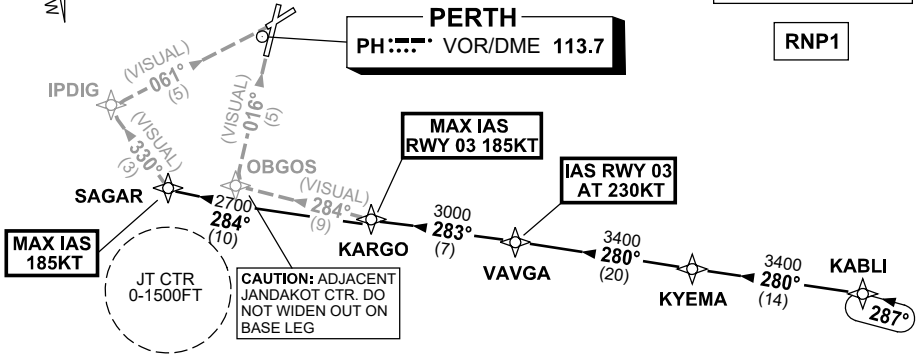 PERTH
PH VOR/DME 113.7
RNP1
IPDIG
(VISUAL)
061°
(5)
(VISUAL)
016°
(5)
(VISUAL)
330°
(3)
MAX IAS
RWY 03 185KT
OBGOS
IAS RWY 03
AT 230KT
SAGAR
2700
284°
(10)
(VISUAL)
284°
(9)
KARGO
3000
283°
(7)
VAVGA
3400
280°
(20)
KYEMA
3400
280°
(14)
KABLI
287°
MAX IAS
185KT
JT CTR
0-1500FT
CAUTION: ADJACENT
JANDAKOT CTR. DO
NOT WIDEN OUT ON
BASE LEG